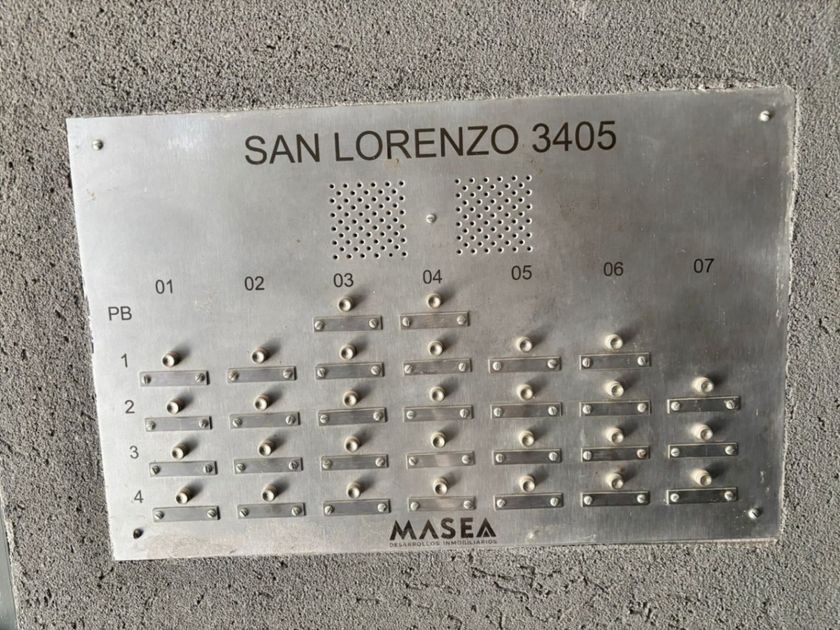 SAN LORENZO 3405
01 02 03 04 05 06 07
PB
1
2
3
4
MASEA
DESARROLLOS INMOBILIARIOS